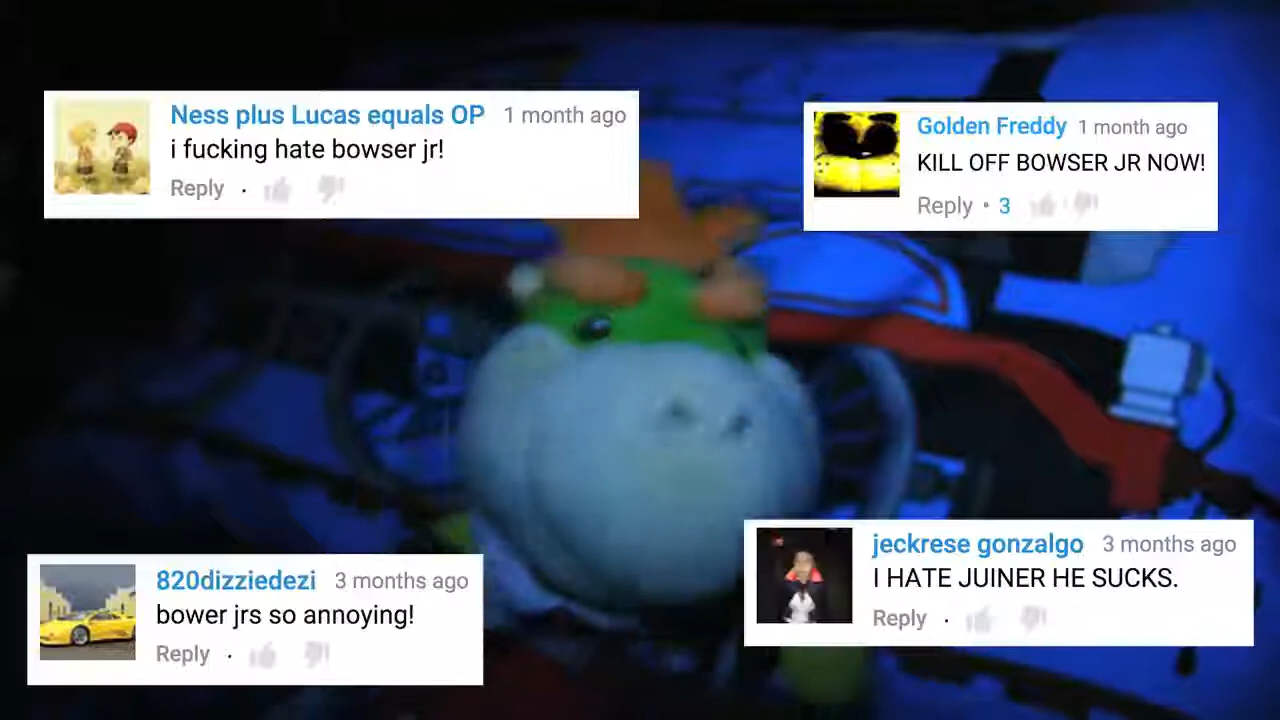 Ness plus Lucas equals OP 1 month ago
i fucking hate bowser jr!
Reply ·
Golden Freddy 1 month ago
KILL OFF BOWSER JR NOW!
Reply • 3
820dizziedezi 3 months ago
bower jrs so annoying!
Reply ·
jeckrese gonzalgo 3 months ago
I HATE JUINER HE SUCKS.
Reply ·